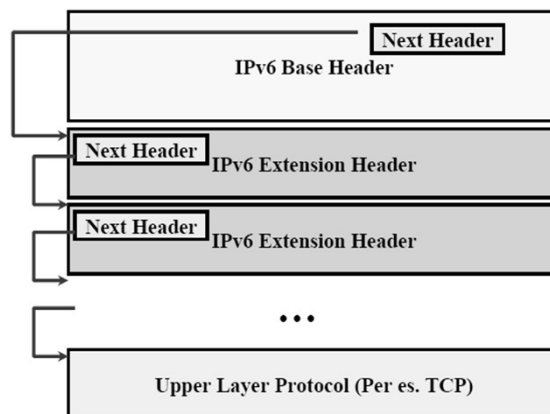 Next Header
IPv6 Base Header
Next Header
IPv6 Extension Header
Next Header
IPv6 Extension Header
...
Upper Layer Protocol (Per es. TCP)